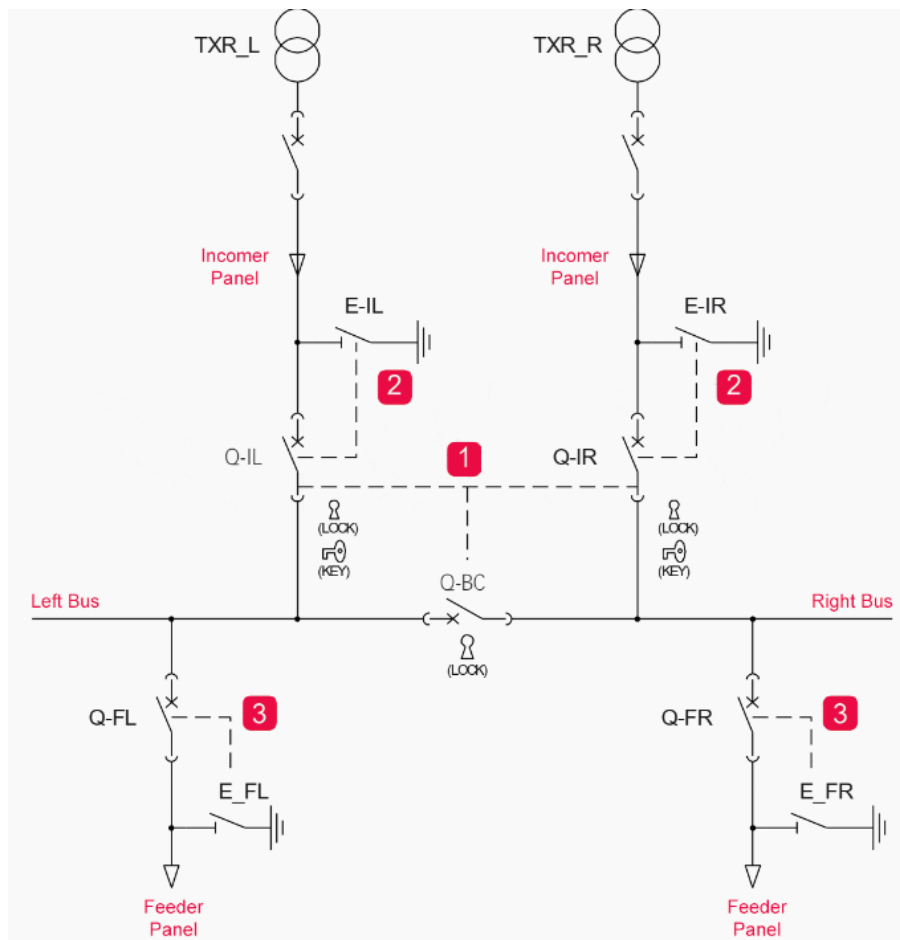 TXR_L
TXR_R
Incomer
Panel
Incomer
Panel
E-IL
E-IR
2
2
Q-IL
1
Q-IR
(LOCK)
(KEY)
(LOCK)
(KEY)
Q-BC
Left Bus
Right Bus
(LOCK)
Q-FL
3
Q-FR
3
E_FL
E_FR
Feeder
Panel
Feeder
Panel